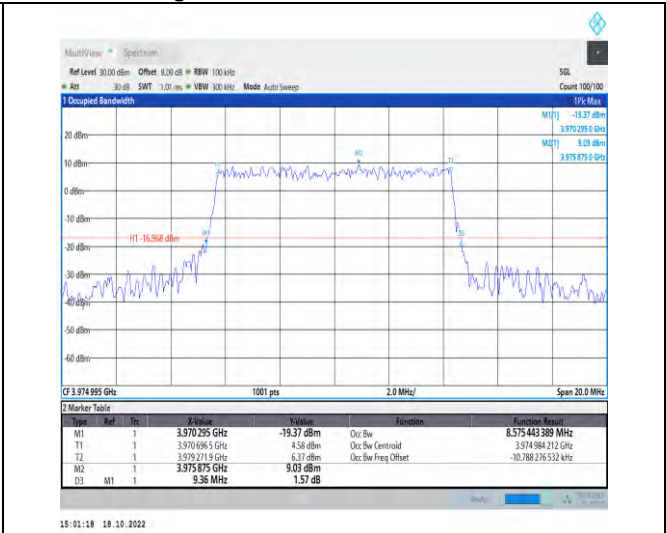 MultiView Spectrum
Ref Level 30.00 dBm Offset 8.09 dB RBW 100 kHz SGL
Att 30 dB SWT 1.01 ms VBW 300 kHz Mode Auto Sweep Count 100/100
1 Occupied Bandwidth 1Pk Max
M1[1] -19.37 dBm
3.970 295 0 GHz
20 dBm
M2[1] 9.03 dBm
3.975 875 0 GHz
M2
10 dBm
0 dBm
-10 dBm
H1 -16.968 dBm
-20 dBm
-30 dBm
-40 dBm
-50 dBm
-60 dBm
CF 3.974 995 GHz 1001 pts 2.0 MHz/ Span 20.0 MHz
2 Marker Table
Type Ref Trc X-Value Y-Value Function Function Result
M1 1 3.970 295 GHz -19.37 dBm Occ Bw 8.575 443 389 MHz
T1 1 3.970 696 5 GHz 4.58 dBm Occ Bw Centroid 3.974 984 212 GHz
T2 1 3.979 271 9 GHz 6.37 dBm Occ Bw Freq Offset -10.788 276 532 kHz
M2 1 3.975 875 GHz 9.03 dBm
D3 M1 1 9.36 MHz 1.57 dB
15:01:18 18.10.2022